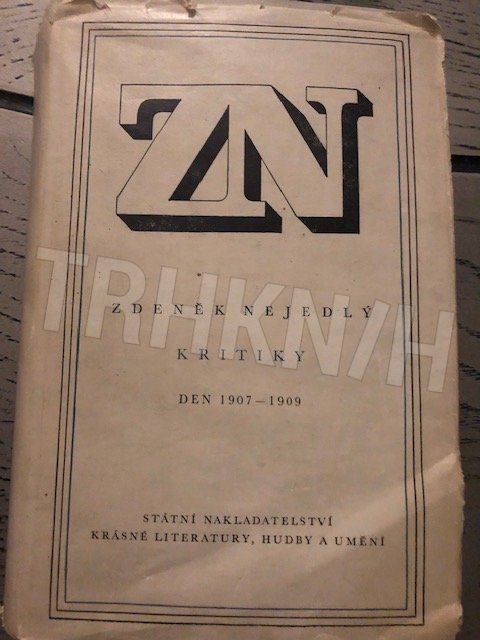 ZN
ZDENĚK NEJEDLÝ
TRHKNIH
KRITIKY
DEN 1907–1909
STÁTNÍ NAKLADATELSTVÍ
KRÁSNÉ LITERATURY, HUDBY A UMĚNÍ